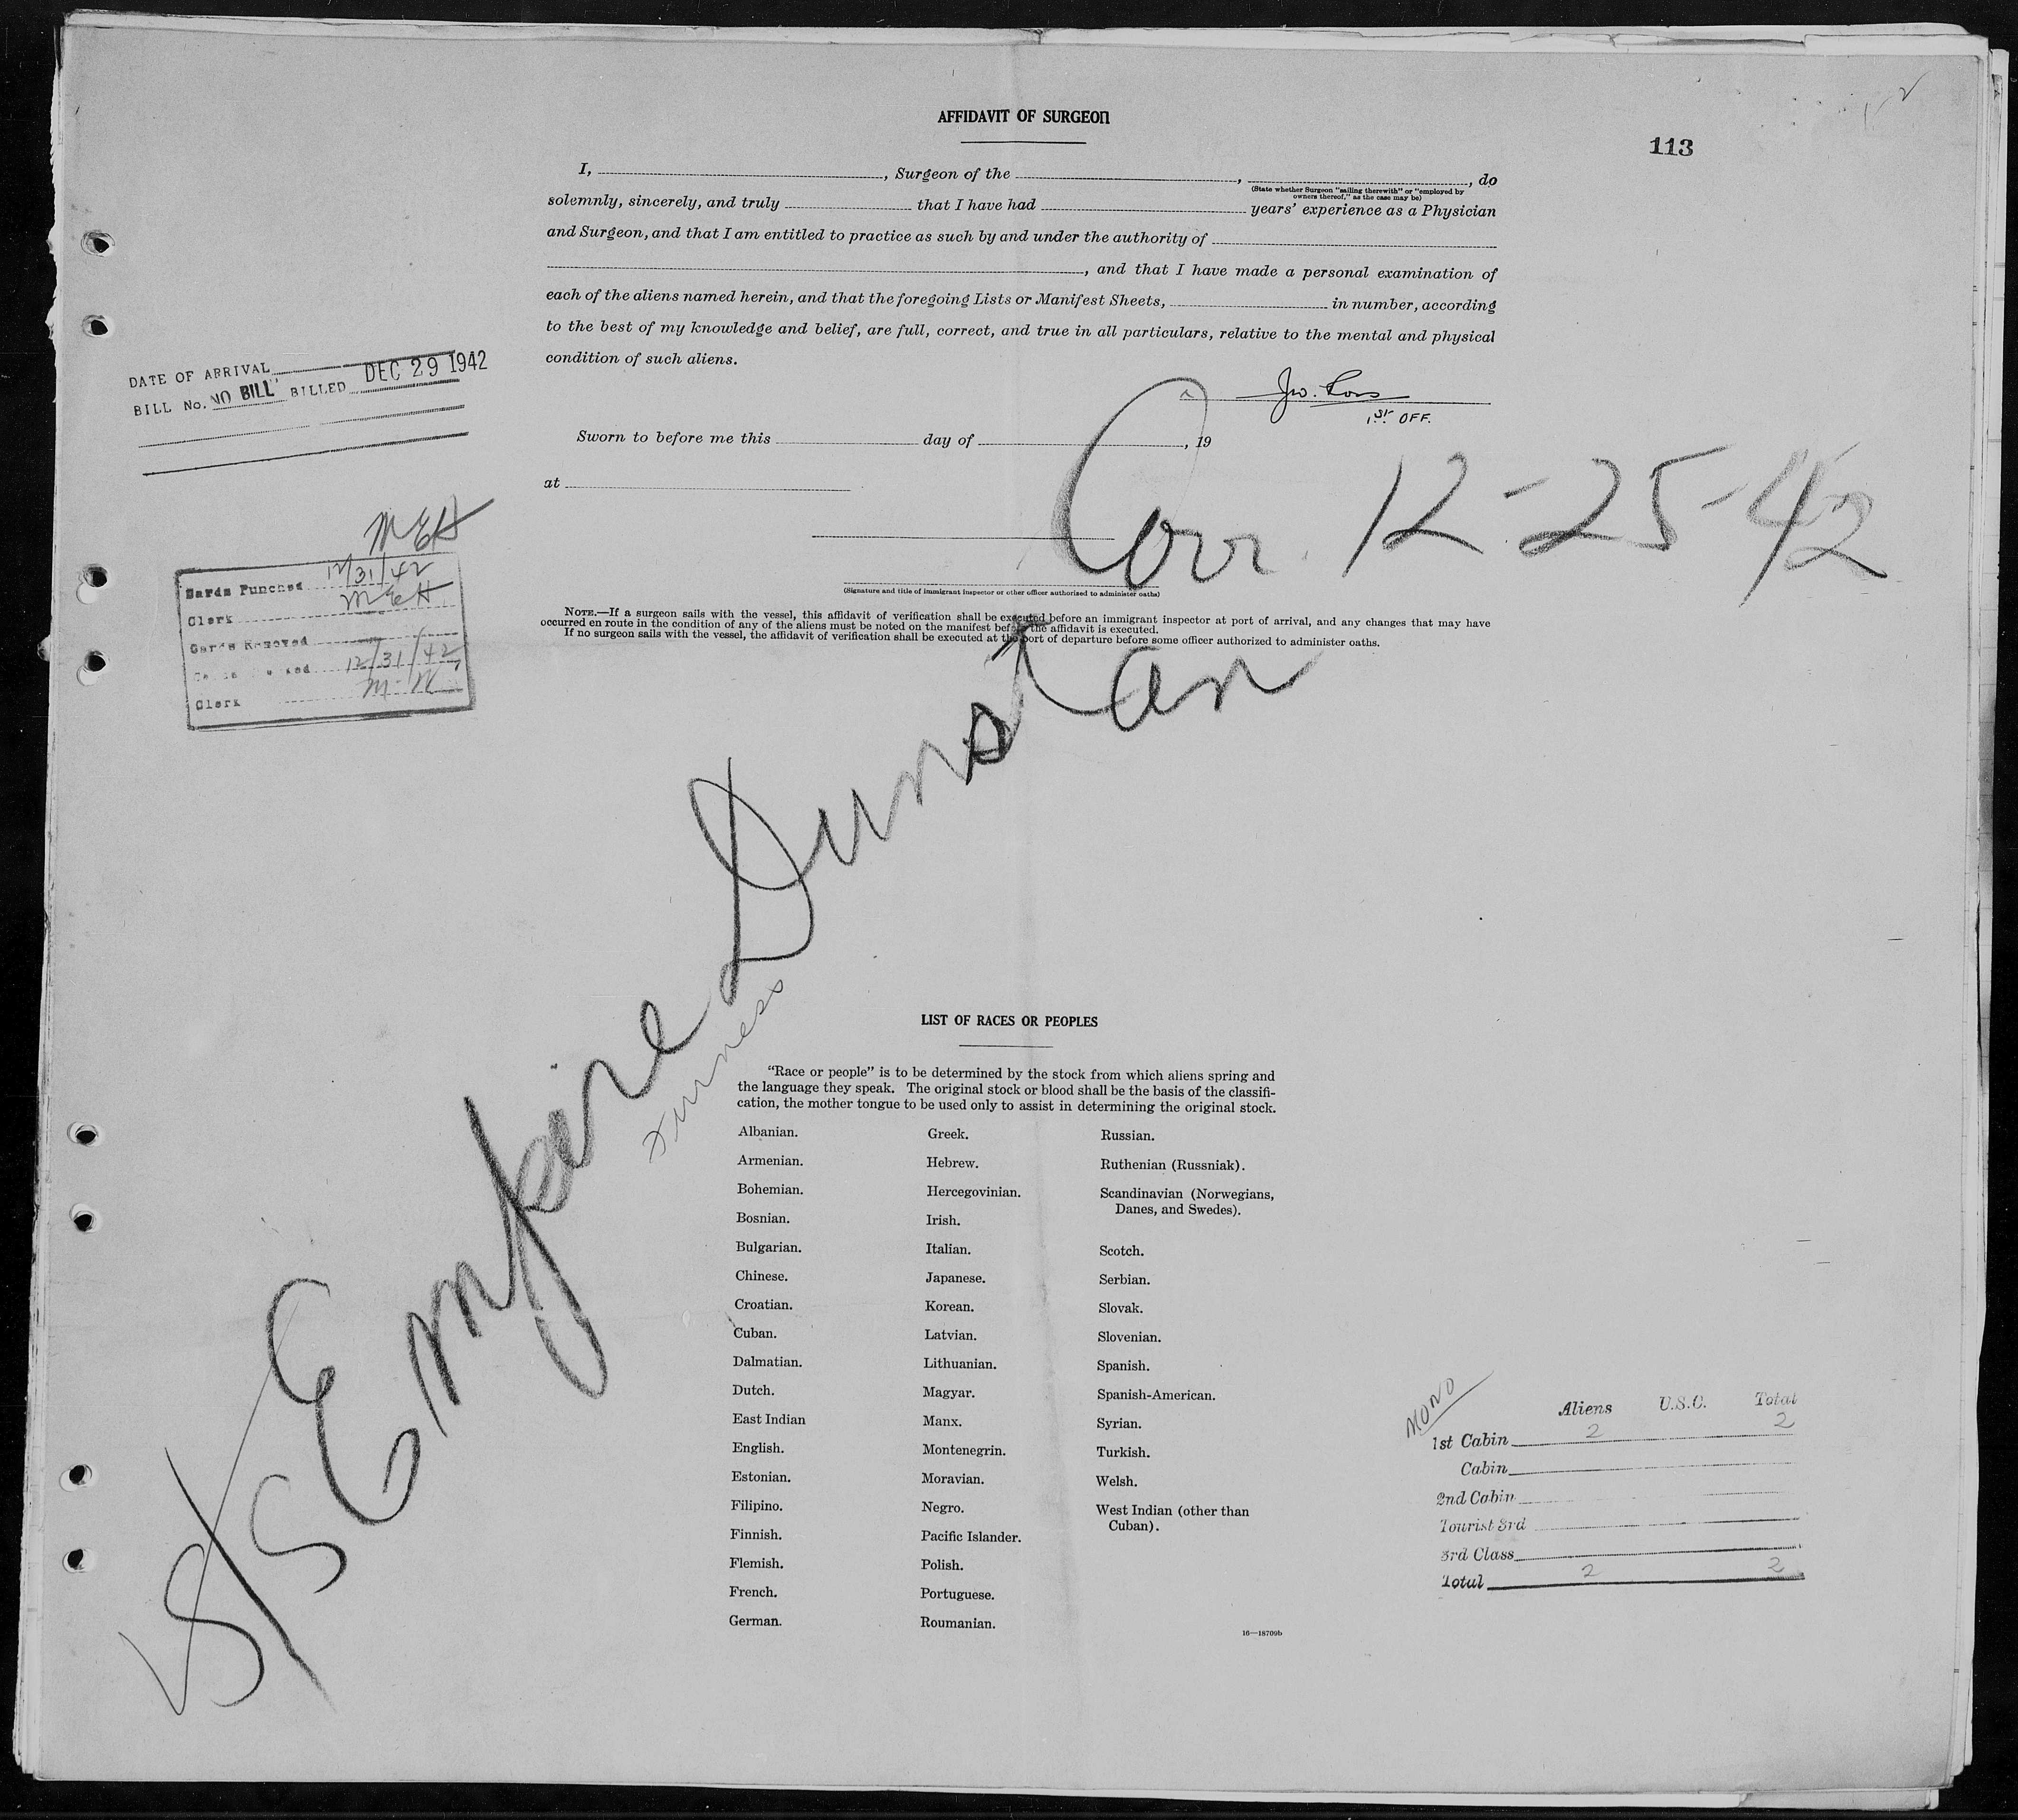 AFFIDAVIT OF SURGEON
113
I, , Surgeon of the , , do
(State whether Surgeon "sailing therewith" or "employed by
owners thereof," as the case may be)
solemnly, sincerely, and truly that I have had years' experience as a Physician
and Surgeon, and that I am entitled to practice as such by and under the authority of
, and that I have made a personal examination of
each of the aliens named herein, and that the foregoing Lists or Manifest Sheets, in number, according
to the best of my knowledge and belief, are full, correct, and true in all particulars, relative to the mental and physical
condition of such aliens.
DATE OF ARRIVAL
BILL No. NO BILL BILLED DEC 29 1942
1st OFF.
Sworn to before me this day of , 19
at
12-25-42
(Signature and title of immigrant inspector or other officer authorized to administer oaths)
NOTE.—If a surgeon sails with the vessel, this affidavit of verification shall be executed before an immigrant inspector at port of arrival, and any changes that may have
occurred en route in the condition of any of the aliens must be noted on the manifest before the affidavit is executed.
If no surgeon sails with the vessel, the affidavit of verification shall be executed at the port of departure before some officer authorized to administer oaths.
MEH
Cards Punched 12/31/42
Clerk MEH
Cards Removed
12/31/42
Clerk
S/S Empire Dunstan
Furness
LIST OF RACES OR PEOPLES
"Race or people" is to be determined by the stock from which aliens spring and
the language they speak. The original stock or blood shall be the basis of the classifi-
cation, the mother tongue to be used only to assist in determining the original stock.
Albanian.
Armenian.
Bohemian.
Bosnian.
Bulgarian.
Chinese.
Croatian.
Cuban.
Dalmatian.
Dutch.
East Indian
English.
Estonian.
Filipino.
Finnish.
Flemish.
French.
German.
Greek.
Hebrew.
Hercegovinian.
Irish.
Italian.
Japanese.
Korean.
Latvian.
Lithuanian.
Magyar.
Manx.
Montenegrin.
Moravian.
Negro.
Pacific Islander.
Polish.
Portuguese.
Roumanian.
Russian.
Ruthenian (Russniak).
Scandinavian (Norwegians,
Danes, and Swedes).
Scotch.
Serbian.
Slovak.
Slovenian.
Spanish.
Spanish-American.
Syrian.
Turkish.
Welsh.
West Indian (other than
Cuban).
16—18709b
MONO
Aliens U.S.C. Total
1st Cabin 2 2
Cabin
2nd Cabin
Tourist 3rd
3rd Class
Total 2 2